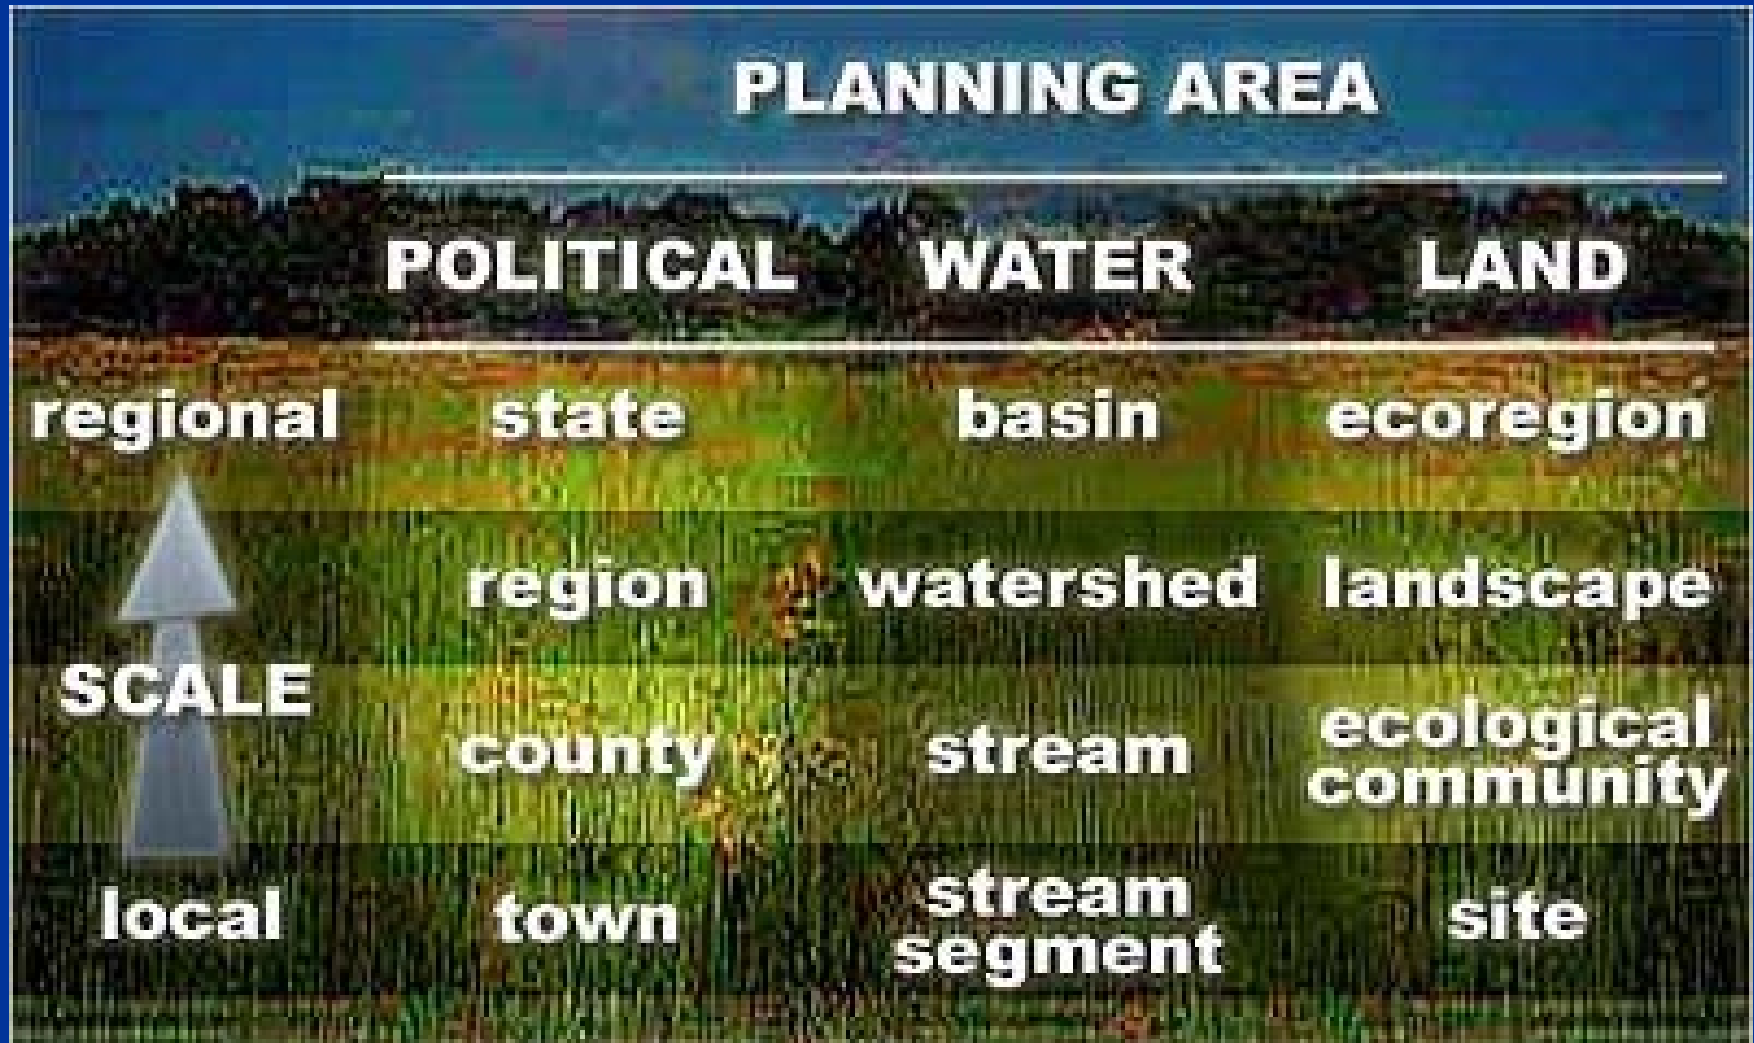 PLANNING AREA
POLITICAL WATER LAND
regional state basin ecoregion
region watershed landscape
SCALE
county stream ecological community
local town stream segment site